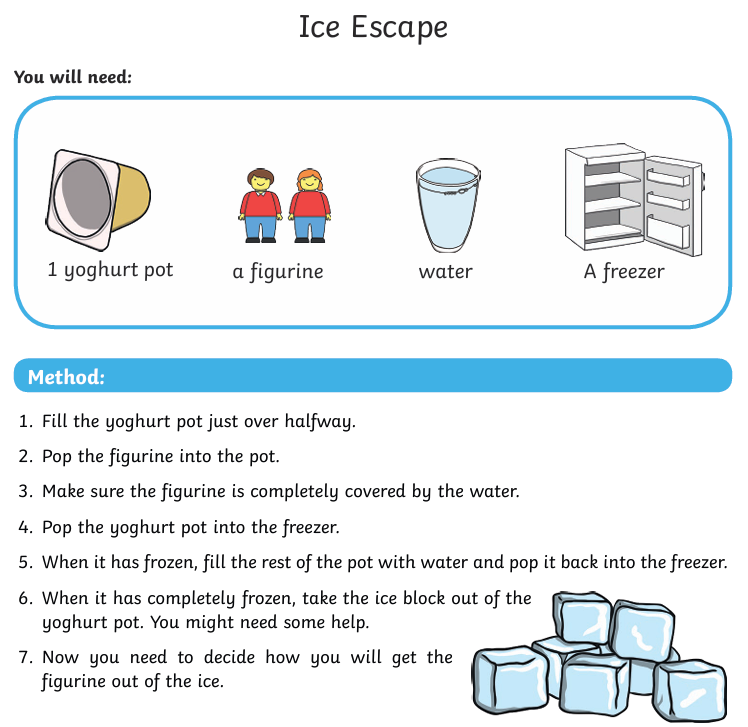 Ice Escape
You will need:
1 yoghurt pot
a figurine
water
A freezer
Method:
1. Fill the yoghurt pot just over halfway.
2. Pop the figurine into the pot.
3. Make sure the figurine is completely covered by the water.
4. Pop the yoghurt pot into the freezer.
5. When it has frozen, fill the rest of the pot with water and pop it back into the freezer.
6. When it has completely frozen, take the ice block out of the
yoghurt pot. You might need some help.
7. Now you need to decide how you will get the
figurine out of the ice.